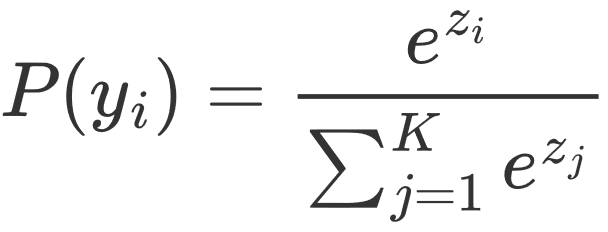 $P(y_i) = \frac{e^{z_i}}{\sum_{j=1}^{K} e^{z_j}}$